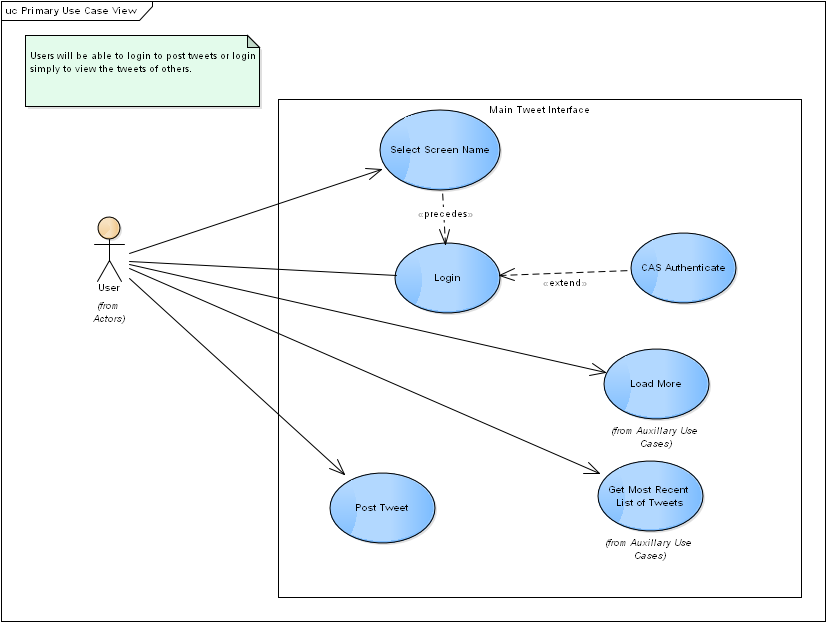 uc Primary Use Case View
Users will be able to login to post tweets or login
simply to view the tweets of others.
Main Tweet Interface
Select Screen Name
«precedes»
User
(from
Actors)
Login
«extend»
CAS Authenticate
Load More
(from Auxillary Use
Cases)
Get Most Recent
List of Tweets
(from Auxillary Use
Cases)
Post Tweet